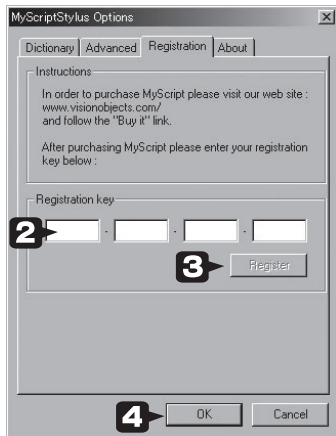 MyScriptStylus Options
Dictionary Advanced Registration About
Instructions
In order to purchase MyScript please visit our web site :
www.visionobjects.com/
and follow the "Buy it" link.
After purchasing MyScript please enter your registration
key below :
Registration key
2 - - -
3 Register
4 OK Cancel